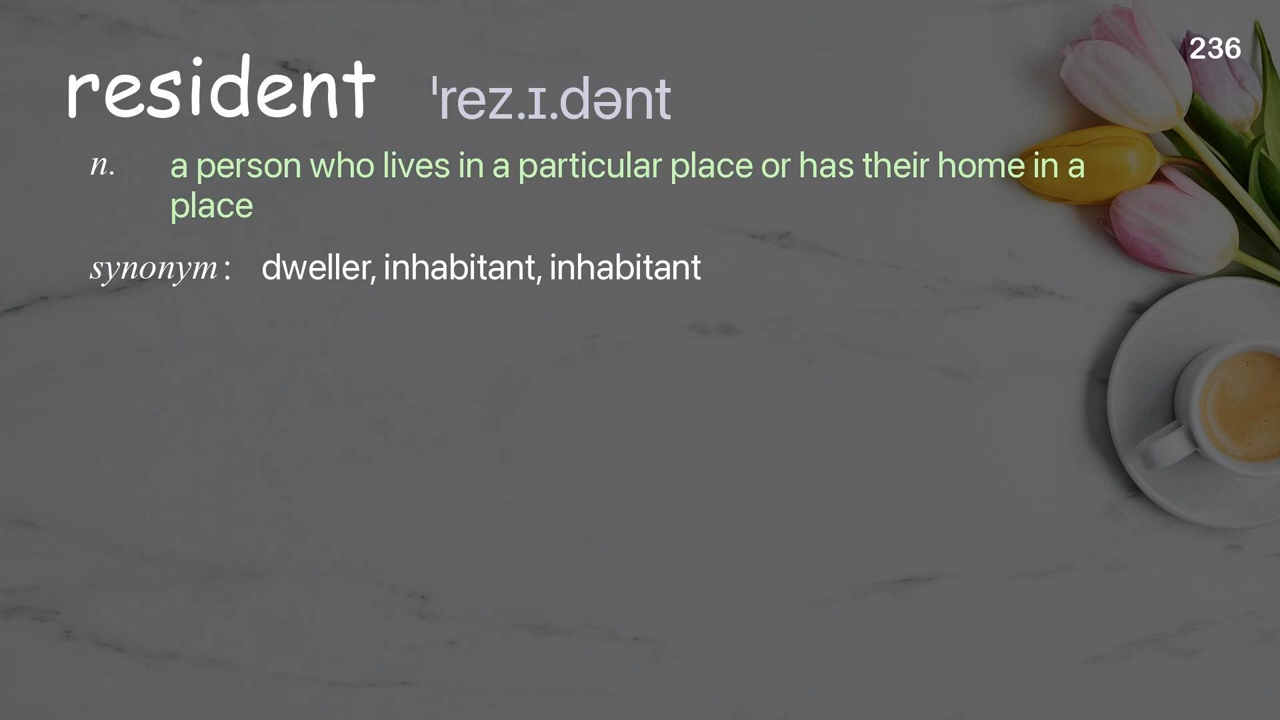 236
resident ˈrez.ɪ.dənt
n. a person who lives in a particular place or has their home in a
place
synonym: dweller, inhabitant, inhabitant